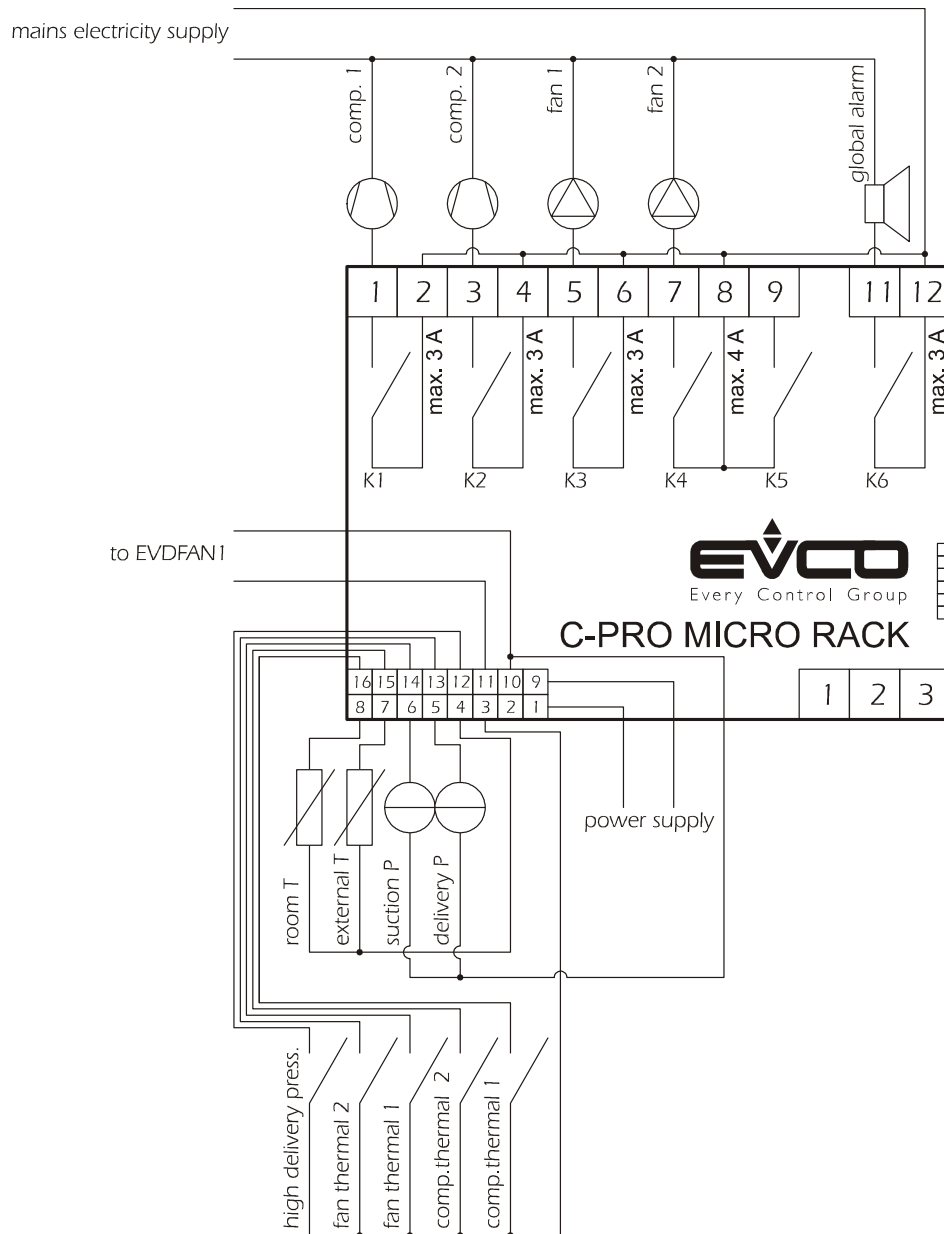 mains electricity supply
comp. 1
comp. 2
fan 1
fan 2
global alarm
1 2 3 4 5 6 7 8 9 11 12
max. 3 A
max. 3 A
max. 3 A
max. 4 A
max. 3 A
K1 K2 K3 K4 K5 K6
to EVDFAN1
EVCO
Every Control Group
C-PRO MICRO RACK
16 15 14 13 12 11 10 9
8 7 6 5 4 3 2 1
1 2 3
power supply
room T
external T
suction P
delivery P
high delivery press.
fan thermal 2
fan thermal 1
comp.thermal 2
comp.thermal 1